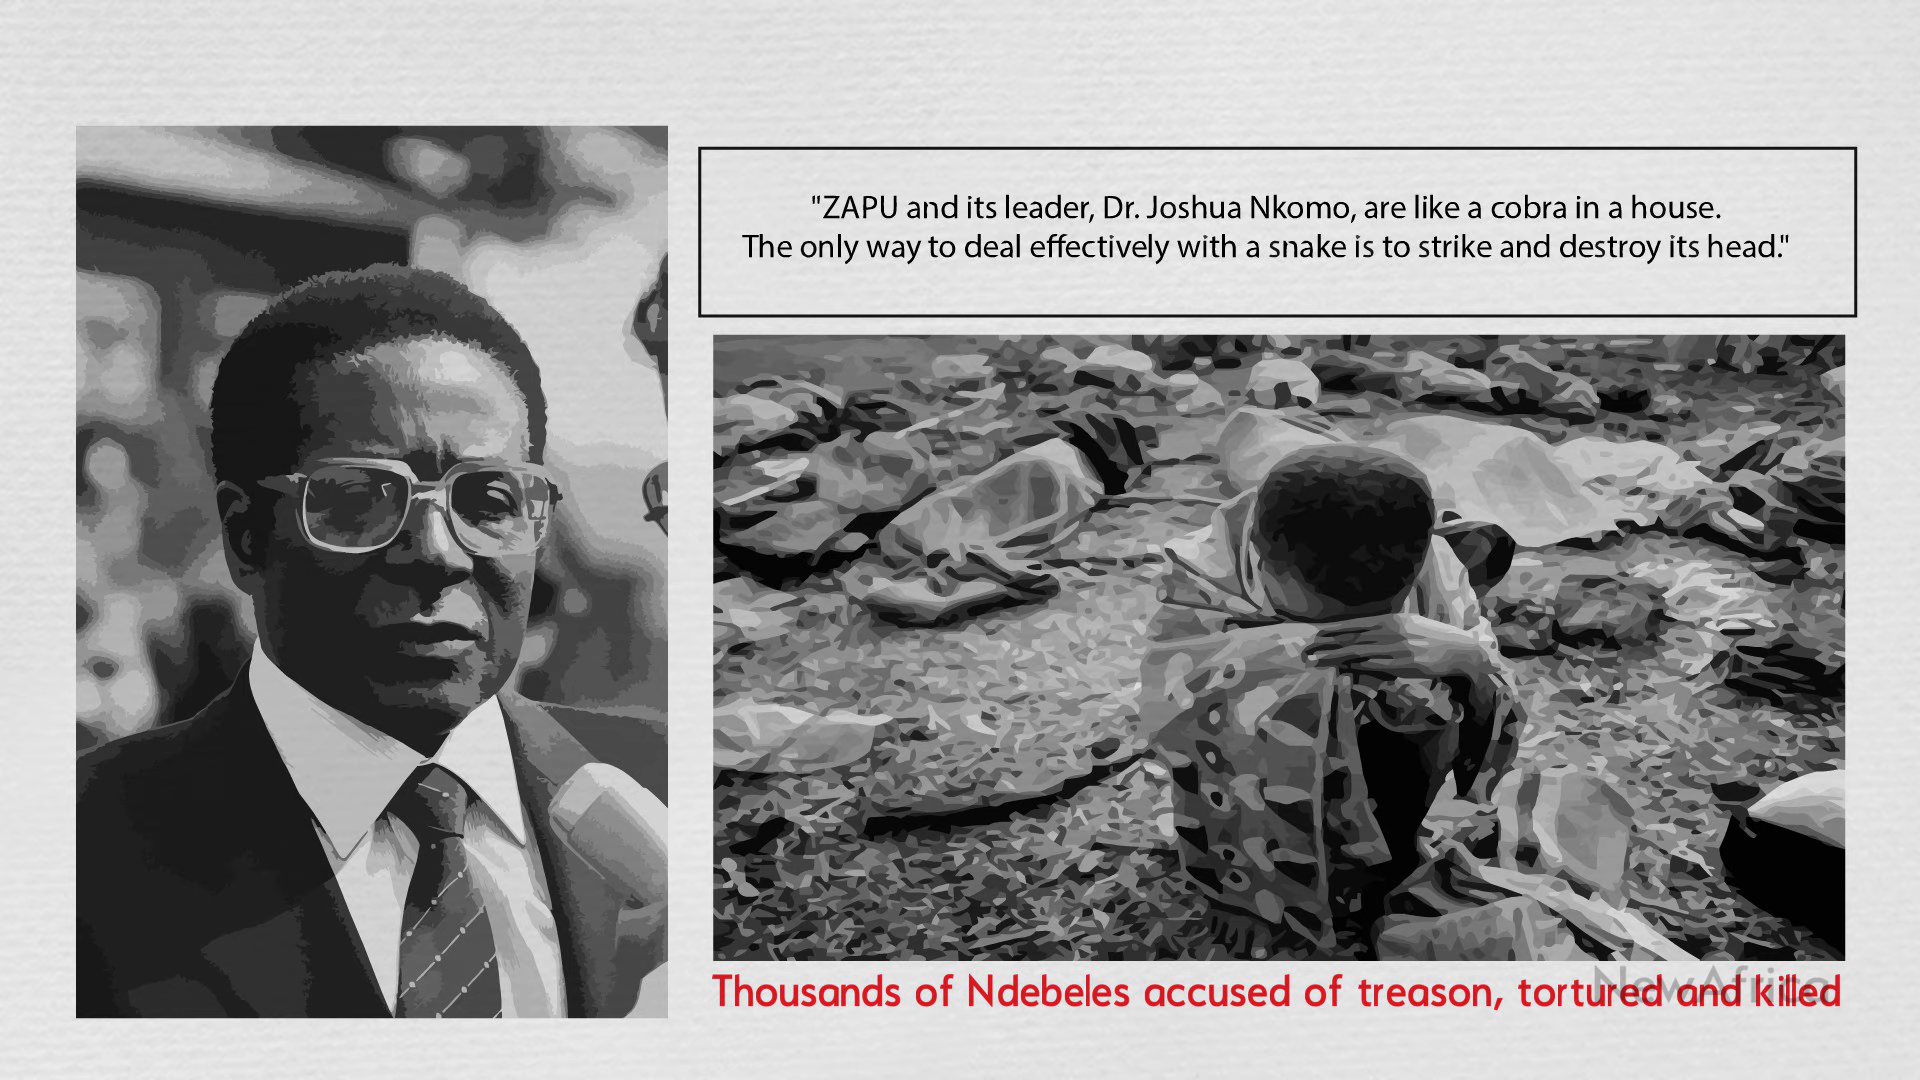 "ZAPU and its leader, Dr. Joshua Nkomo, are like a cobra in a house.
The only way to deal effectively with a snake is to strike and destroy its head."
Thousands of Ndebeles accused of treason, tortured and killed
NewAfrica